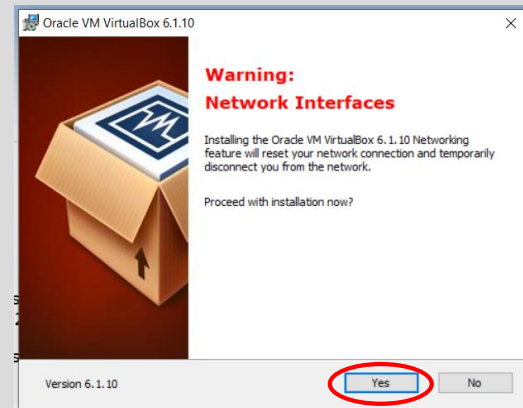 Oracle VM VirtualBox 6.1.10
Warning:
Network Interfaces
Installing the Oracle VM VirtualBox 6.1.10 Networking
feature will reset your network connection and temporarily
disconnect you from the network.
Proceed with installation now?
Version 6.1.10
Yes
No